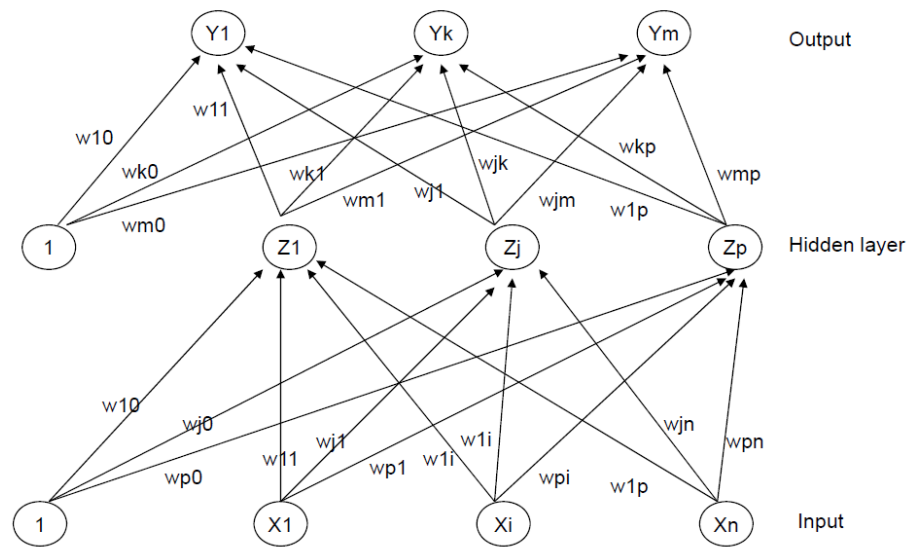 Y1 Yk Ym Output
w10 w11 wk0 wk1 wm0 wm1 wj1 wjk wjm w1p wkp wmp
1 Z1 Zj Zp Hidden layer
w10 wj0 wp0 w11 wj1 wp1 w1i w1i wpi w1p wjn wpn
1 X1 Xi Xn Input